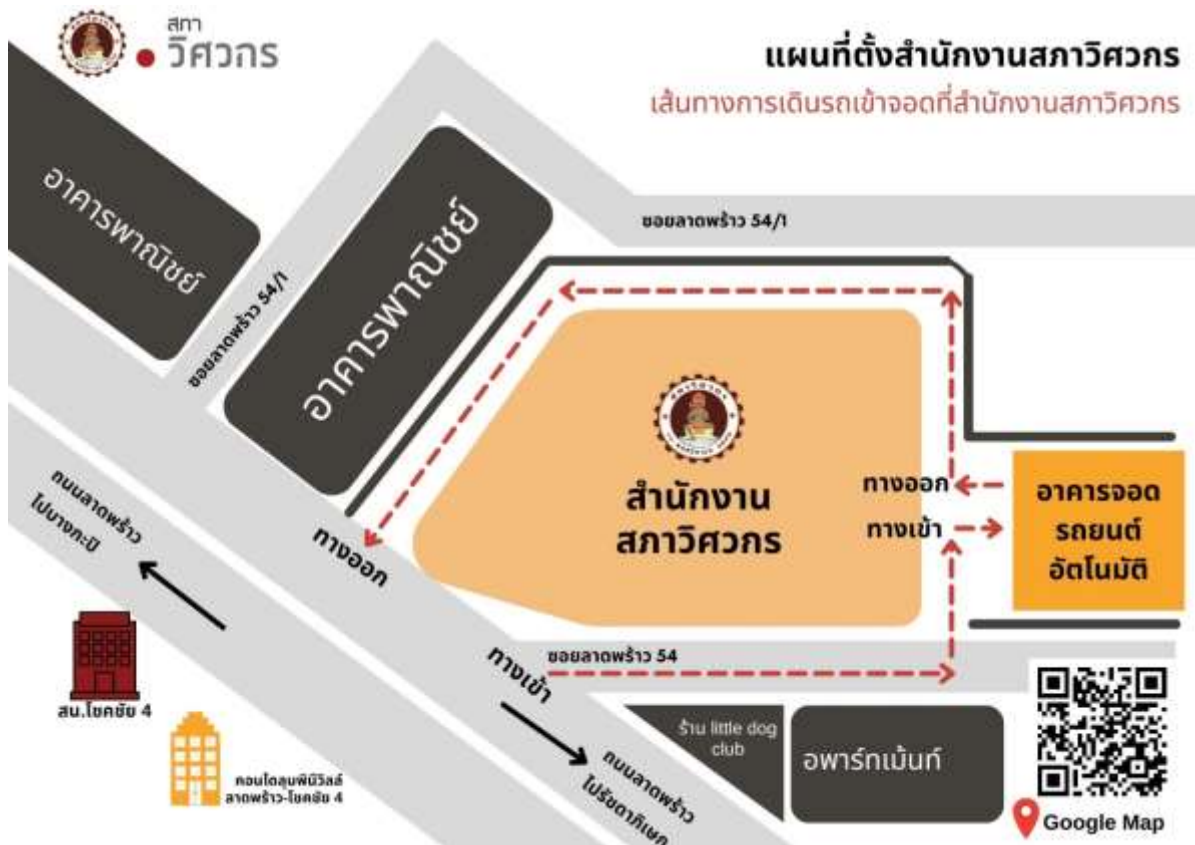 สภา
วิศวกร
แผนที่ตั้งสำนักงานสภาวิศวกร
เส้นทางการเดินรถเข้าจอดที่สำนักงานสภาวิศวกร
อาคารพาณิชย์
อาคารพาณิชย์
ซอยลาดพร้าว 54/1
ซอยลาดพร้าว 54/1
สำนักงาน
สภาวิศวกร
ทางออก
ทางเข้า
อาคารจอด
รถยนต์
อัตโนมัติ
ถนนลาดพร้าว
ไปบางกะปิ
ทางออก
ทางเข้า
ซอยลาดพร้าว 54
สน.โชคชัย 4
คอนโดลุมพินีวิลล์
ลาดพร้าว-โชคชัย 4
ถนนลาดพร้าว
ไปรัชดาภิเษก
ร้าน little dog
club
อพาร์ทเม้นท์
Google Map